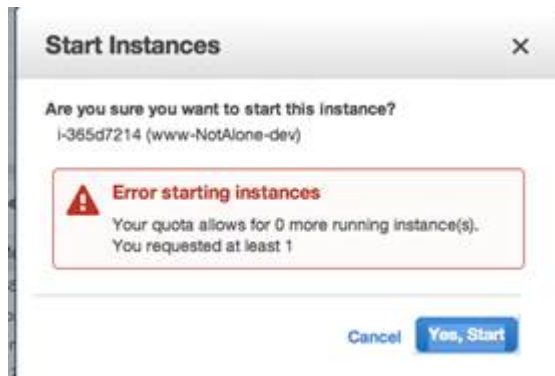 Start Instances
Are you sure you want to start this instance?
i-365d7214 (www-NotAlone-dev)
Error starting instances
Your quota allows for 0 more running instance(s).
You requested at least 1
Cancel
Yes, Start